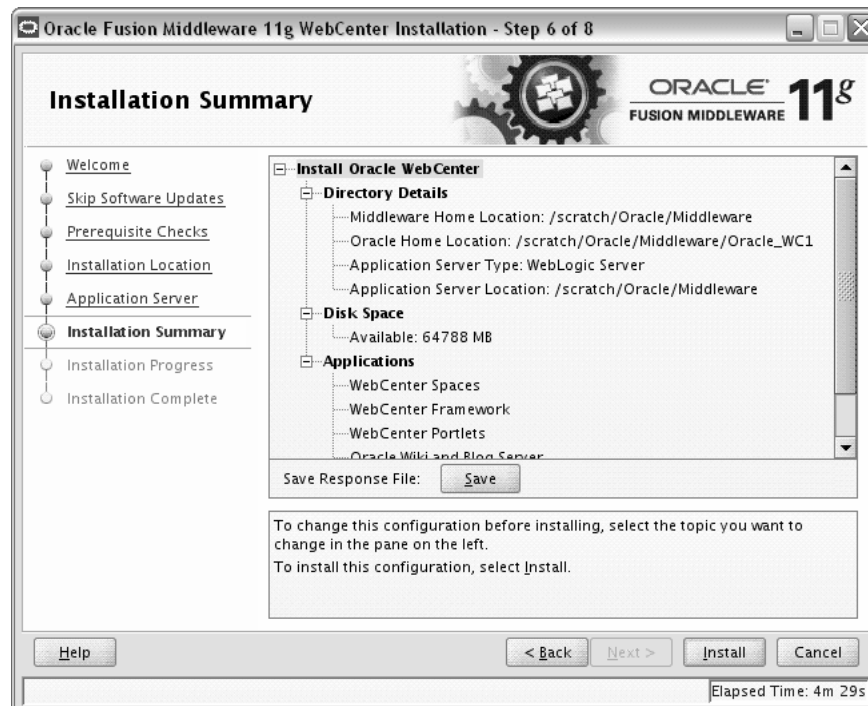 Oracle Fusion Middleware 11g WebCenter Installation - Step 6 of 8
Installation Summary
ORACLE
FUSION MIDDLEWARE
11g
Welcome
Skip Software Updates
Prerequisite Checks
Installation Location
Application Server
Installation Summary
Installation Progress
Installation Complete
Install Oracle WebCenter
Directory Details
Middleware Home Location: /scratch/Oracle/Middleware
Oracle Home Location: /scratch/Oracle/Middleware/Oracle_WC1
Application Server Type: WebLogic Server
Application Server Location: /scratch/Oracle/Middleware
Disk Space
Available: 64788 MB
Applications
WebCenter Spaces
WebCenter Framework
WebCenter Portlets
Oracle Wiki and Blog Server
Save Response File: Save
To change this configuration before installing, select the topic you want to
change in the pane on the left.
To install this configuration, select Install.
Help < Back Next > Install Cancel
Elapsed Time: 4m 29s